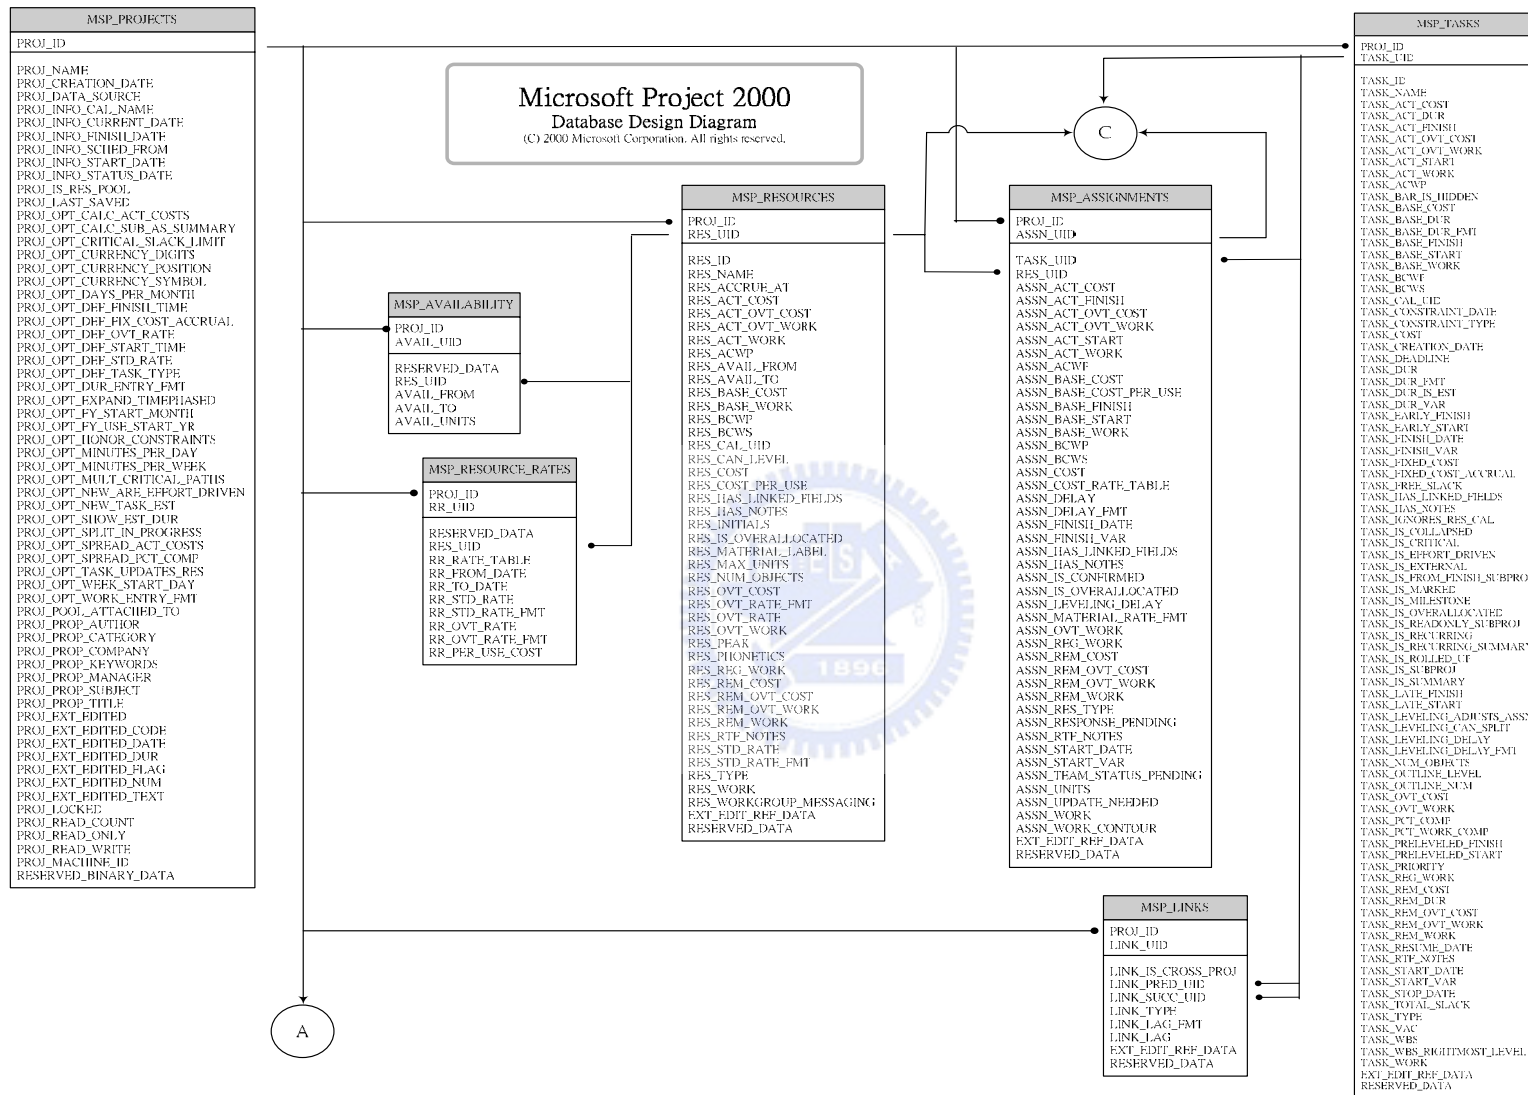 MSP_PROJECTS
PROJ_ID
PROJ_NAME
PROJ_CREATION_DATE
PROJ_DATA_SOURCE
PROJ_INFO_CAL_NAME
PROJ_INFO_CURRENT_DATE
PROJ_INFO_FINISH_DATE
PROJ_INFO_SCHED_FROM
PROJ_INFO_START_DATE
PROJ_INFO_STATUS_DATE
PROJ_IS_RES_POOL
PROJ_LAST_SAVED
PROJ_OPT_CALC_ACT_COSTS
PROJ_OPT_CALC_SUB_AS_SUMMARY
PROJ_OPT_CRITICAL_SLACK_LIMIT
PROJ_OPT_CURRENCY_DIGITS
PROJ_OPT_CURRENCY_POSITION
PROJ_OPT_CURRENCY_SYMBOL
PROJ_OPT_DAYS_PER_MONTH
PROJ_OPT_DEF_FINISH_TIME
PROJ_OPT_DEF_FIX_COST_ACCRUAL
PROJ_OPT_DEF_OVT_RATE
PROJ_OPT_DEF_START_TIME
PROJ_OPT_DEF_STD_RATE
PROJ_OPT_DEF_TASK_TYPE
PROJ_OPT_DUR_ENTRY_FMT
PROJ_OPT_EXPAND_TIMEPHASED
PROJ_OPT_FY_START_MONTH
PROJ_OPT_FY_USE_START_YR
PROJ_OPT_HONOR_CONSTRAINTS
PROJ_OPT_MINUTES_PER_DAY
PROJ_OPT_MINUTES_PER_WEEK
PROJ_OPT_MULT_CRITICAL_PATHS
PROJ_OPT_NEW_ARE_EFFORT_DRIVEN
PROJ_OPT_NEW_TASK_EST
PROJ_OPT_SHOW_EST_DUR
PROJ_OPT_SPLIT_IN_PROGRESS
PROJ_OPT_SPREAD_ACT_COSTS
PROJ_OPT_SPREAD_PCT_COMP
PROJ_OPT_TASK_UPDATES_RES
PROJ_OPT_WEEK_START_DAY
PROJ_OPT_WORK_ENTRY_FMT
PROJ_POOL_ATTACHED_TO
PROJ_PROP_AUTHOR
PROJ_PROP_CATEGORY
PROJ_PROP_COMPANY
PROJ_PROP_KEYWORDS
PROJ_PROP_MANAGER
PROJ_PROP_SUBJECT
PROJ_PROP_TITLE
PROJ_EXT_EDITED
PROJ_EXT_EDITED_CODE
PROJ_EXT_EDITED_DATE
PROJ_EXT_EDITED_DUR
PROJ_EXT_EDITED_FLAG
PROJ_EXT_EDITED_NUM
PROJ_EXT_EDITED_TEXT
PROJ_LOCKED
PROJ_READ_COUNT
PROJ_READ_ONLY
PROJ_READ_WRITE
PROJ_MACHINE_ID
RESERVED_BINARY_DATA
Microsoft Project 2000
Database Design Diagram
(C) 2000 Microsoft Corporation. All rights reserved.
MSP_AVAILABILITY
PROJ_ID
AVAIL_UID
RESERVED_DATA
RES_UID
AVAIL_FROM
AVAIL_TO
AVAIL_UNITS
MSP_RESOURCE_RATES
PROJ_ID
RR_UID
RESERVED_DATA
RES_UID
RR_RATE_TABLE
RR_FROM_DATE
RR_TO_DATE
RR_STD_RATE
RR_STD_RATE_FMT
RR_OVT_RATE
RR_OVT_RATE_FMT
RR_PER_USE_COST
A
MSP_RESOURCES
PROJ_ID
RES_UID
RES_ID
RES_NAME
RES_ACCRUE_AT
RES_ACT_COST
RES_ACT_OVT_COST
RES_ACT_OVT_WORK
RES_ACT_WORK
RES_ACWP
RES_AVAIL_FROM
RES_AVAIL_TO
RES_BASE_COST
RES_BASE_WORK
RES_BCWP
RES_BCWS
RES_CAL_UID
RES_CAN_LEVEL
RES_COST
RES_COST_PER_USE
RES_HAS_LINKED_FIELDS
RES_HAS_NOTES
RES_INITIALS
RES_IS_OVERALLOCATED
RES_MATERIAL_LABEL
RES_MAX_UNITS
RES_NUM_OBJECTS
RES_OVT_COST
RES_OVT_RATE_FMT
RES_OVT_RATE
RES_OVT_WORK
RES_PEAK
RES_PHONETICS
RES_REG_WORK
RES_REM_COST
RES_REM_OVT_COST
RES_REM_OVT_WORK
RES_REM_WORK
RES_RTF_NOTES
RES_STD_RATE
RES_STD_RATE_FMT
RES_TYPE
RES_WORK
RES_WORKGROUP_MESSAGING
EXT_EDIT_REF_DATA
RESERVED_DATA
E S A
1896
C
MSP_ASSIGNMENTS
PROJ_ID
ASSN_UID
TASK_UID
RES_UID
ASSN_ACT_COST
ASSN_ACT_FINISH
ASSN_ACT_OVT_COST
ASSN_ACT_OVT_WORK
ASSN_ACT_START
ASSN_ACT_WORK
ASSN_ACWP
ASSN_BASE_COST
ASSN_BASE_COST_PER_USE
ASSN_BASE_FINISH
ASSN_BASE_START
ASSN_BASE_WORK
ASSN_BCWP
ASSN_BCWS
ASSN_COST
ASSN_COST_RATE_TABLE
ASSN_DELAY
ASSN_DELAY_FMT
ASSN_FINISH_DATE
ASSN_FINISH_VAR
ASSN_HAS_LINKED_FIELDS
ASSN_HAS_NOTES
ASSN_IS_CONFIRMED
ASSN_IS_OVERALLOCATED
ASSN_LEVELING_DELAY
ASSN_MATERIAL_RATE_FMT
ASSN_OVT_WORK
ASSN_REG_WORK
ASSN_REM_COST
ASSN_REM_OVT_COST
ASSN_REM_OVT_WORK
ASSN_REM_WORK
ASSN_RES_TYPE
ASSN_RESPONSE_PENDING
ASSN_RTF_NOTES
ASSN_START_DATE
ASSN_START_VAR
ASSN_TEAM_STATUS_PENDING
ASSN_UNITS
ASSN_UPDATE_NEEDED
ASSN_WORK
ASSN_WORK_CONTOUR
EXT_EDIT_REF_DATA
RESERVED_DATA
MSP_LINKS
PROJ_ID
LINK_UID
LINK_IS_CROSS_PROJ
LINK_PRED_UID
LINK_SUCC_UID
LINK_TYPE
LINK_LAG_FMT
LINK_LAG
EXT_EDIT_REF_DATA
RESERVED_DATA
MSP_TASKS
PROJ_ID
TASK_UID
TASK_ID
TASK_NAME
TASK_ACT_COST
TASK_ACT_DUR
TASK_ACT_FINISH
TASK_ACT_OVT_COST
TASK_ACT_OVT_WORK
TASK_ACT_START
TASK_ACT_WORK
TASK_ACWP
TASK_BAR_IS_HIDDEN
TASK_BASE_COST
TASK_BASE_DUR
TASK_BASE_DUR_FMT
TASK_BASE_FINISH
TASK_BASE_START
TASK_BASE_WORK
TASK_BCWP
TASK_BCWS
TASK_CAL_UID
TASK_CONSTRAINT_DATE
TASK_CONSTRAINT_TYPE
TASK_COST
TASK_CREATION_DATE
TASK_DEADLINE
TASK_DUR
TASK_DUR_FMT
TASK_DUR_IS_EST
TASK_DUR_VAR
TASK_EARLY_FINISH
TASK_EARLY_START
TASK_FINISH_DATE
TASK_FINISH_VAR
TASK_FIXED_COST
TASK_FIXED_COST_ACCRUAL
TASK_FREE_SLACK
TASK_HAS_LINKED_FIELDS
TASK_HAS_NOTES
TASK_IGNORES_RES_CAL
TASK_IS_COLLAPSED
TASK_IS_CRITICAL
TASK_IS_EFFORT_DRIVEN
TASK_IS_EXTERNAL
TASK_IS_FROM_FINISH_SUBPRO
TASK_IS_MARKED
TASK_IS_MILESTONE
TASK_IS_OVERALLOCATED
TASK_IS_READONLY_SUBPROJ
TASK_IS_RECURRING
TASK_IS_RECURRING_SUMMARY
TASK_IS_ROLLED_UP
TASK_IS_SUBPROJ
TASK_IS_SUMMARY
TASK_LATE_FINISH
TASK_LATE_START
TASK_LEVELING_ADJUSTS_ASSN
TASK_LEVELING_CAN_SPLIT
TASK_LEVELING_DELAY
TASK_LEVELING_DELAY_FMT
TASK_NUM_OBJECTS
TASK_OUTLINE_LEVEL
TASK_OUTLINE_NUM
TASK_OVT_COST
TASK_OVT_WORK
TASK_PCT_COMP
TASK_PCT_WORK_COMP
TASK_PRELEVELED_FINISH
TASK_PRELEVELED_START
TASK_PRIORITY
TASK_REG_WORK
TASK_REM_COST
TASK_REM_DUR
TASK_REM_OVT_COST
TASK_REM_OVT_WORK
TASK_REM_WORK
TASK_RESUME_DATE
TASK_RTF_NOTES
TASK_START_DATE
TASK_START_VAR
TASK_STOP_DATE
TASK_TOTAL_SLACK
TASK_TYPE
TASK_VAC
TASK_WBS
TASK_WBS_RIGHTMOST_LEVEL
TASK_WORK
EXT_EDIT_REF_DATA
RESERVED_DATA